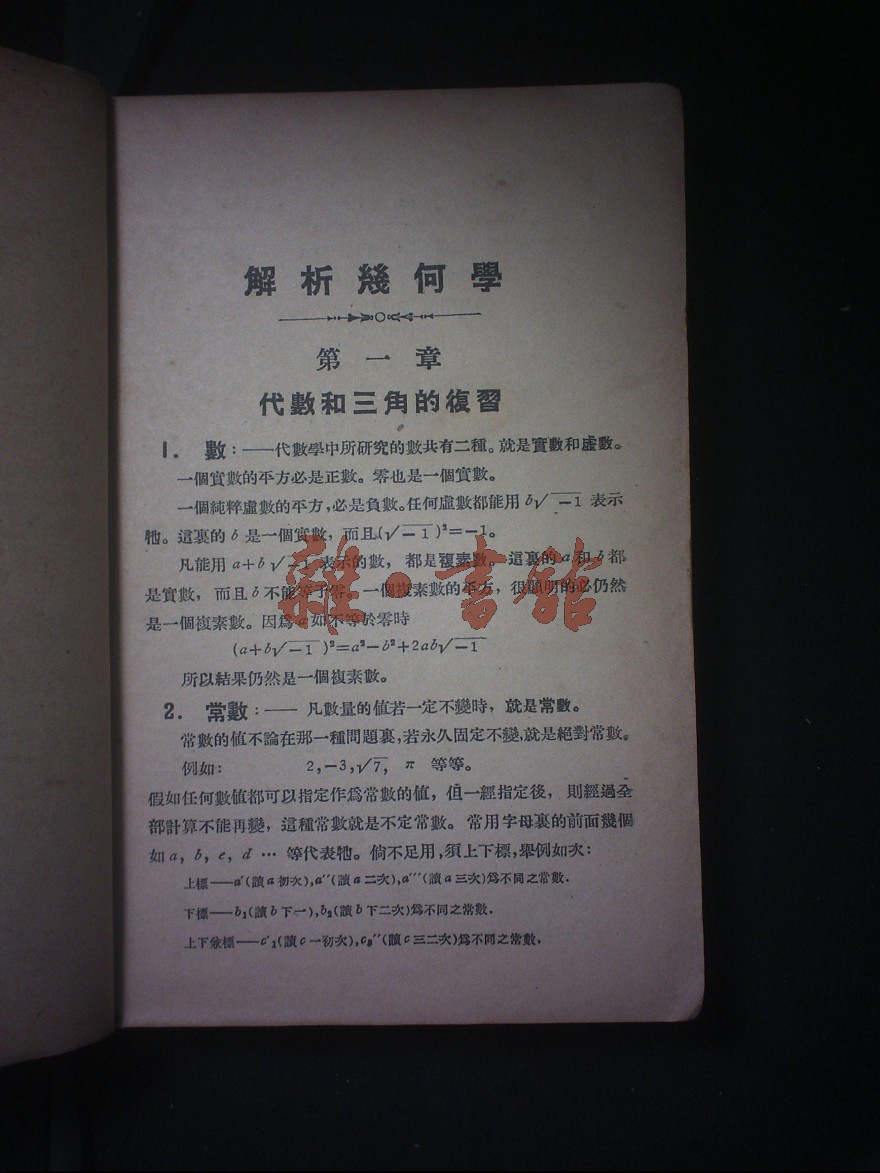 解析幾何學
第一章
代數和三角的復習
1. 數：——代數學中所研究的數共有二種。就是實數和虛數。
一個實數的平方必是正數。零也是一個實數。
一個純粹虛數的平方，必是負數。任何虛數都能用 b√−1 表示
牠。這裏的 b 是一個實數，而且(√−1)²=−1。
凡能用 a+b√−1 表示的數，都是複素數。這裏的 a 和 b 都
是實數，而且 b 不能等于零。一個複素數的平方，很顯明的必仍然
是一個複素數。因爲 a 如不等於零時
(a+b√−1)²=a²−b²+2ab√−1
所以結果仍然是一個複素數。
2. 常數：—— 凡數量的值若一定不變時，就是常數。
常數的值不論在那一種問題裏，若永久固定不變，就是絕對常數。
例如： 2,−3,√7, π 等等。
假如任何數値都可以指定作爲常數的值，但一經指定後，則經過全
部計算不能再變，這種常數就是不定常數。常用字母裏的前面幾個
如 a, b, c, d … 等代表牠。倘不足用，須上下標，舉例如次：
上標——a′(讀 a 初次),a′′(讀 a 二次),a′′′(讀 a 三次)爲不同之常數.
下標——b₁(讀 b 下一),b₂(讀 b 下二次)爲不同之常數.
上下兼標——c′₁(讀 c 一初次),c₃′′(讀 c 三二次)爲不同之常數.
雜·書館